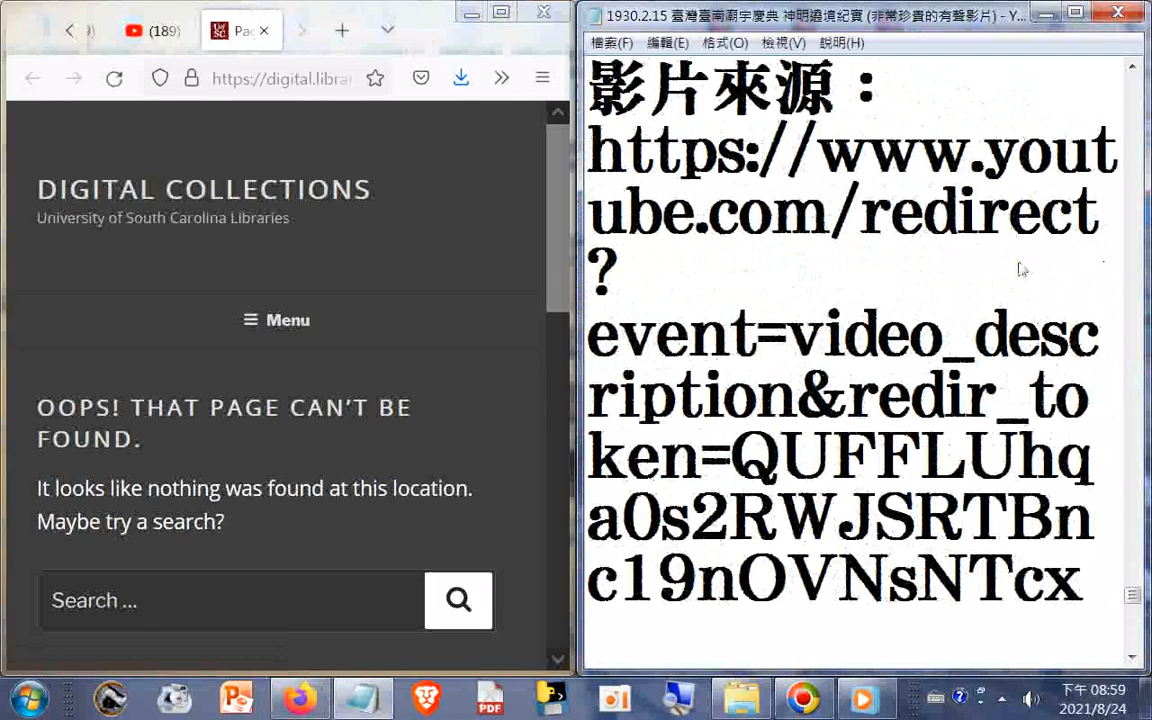 (189)
Pag
https://digital.librar
DIGITAL COLLECTIONS
University of South Carolina Libraries
Menu
OOPS! THAT PAGE CAN'T BE
FOUND.
It looks like nothing was found at this location.
Maybe try a search?
Search ...
1930.2.15 臺灣臺南廟宇慶典 神明遶境紀實 (非常珍貴的有聲影片) - Y...
檔案(F) 編輯(E) 格式(O) 檢視(V) 說明(H)
影片來源：
https://www.yout
ube.com/redirect
?
event=video_desc
ription&redir_to
ken=QUFFLUhq
a0s2RWJSRTBn
c19nOVNsNTcx
PDF
下午 08:59
2021/8/24